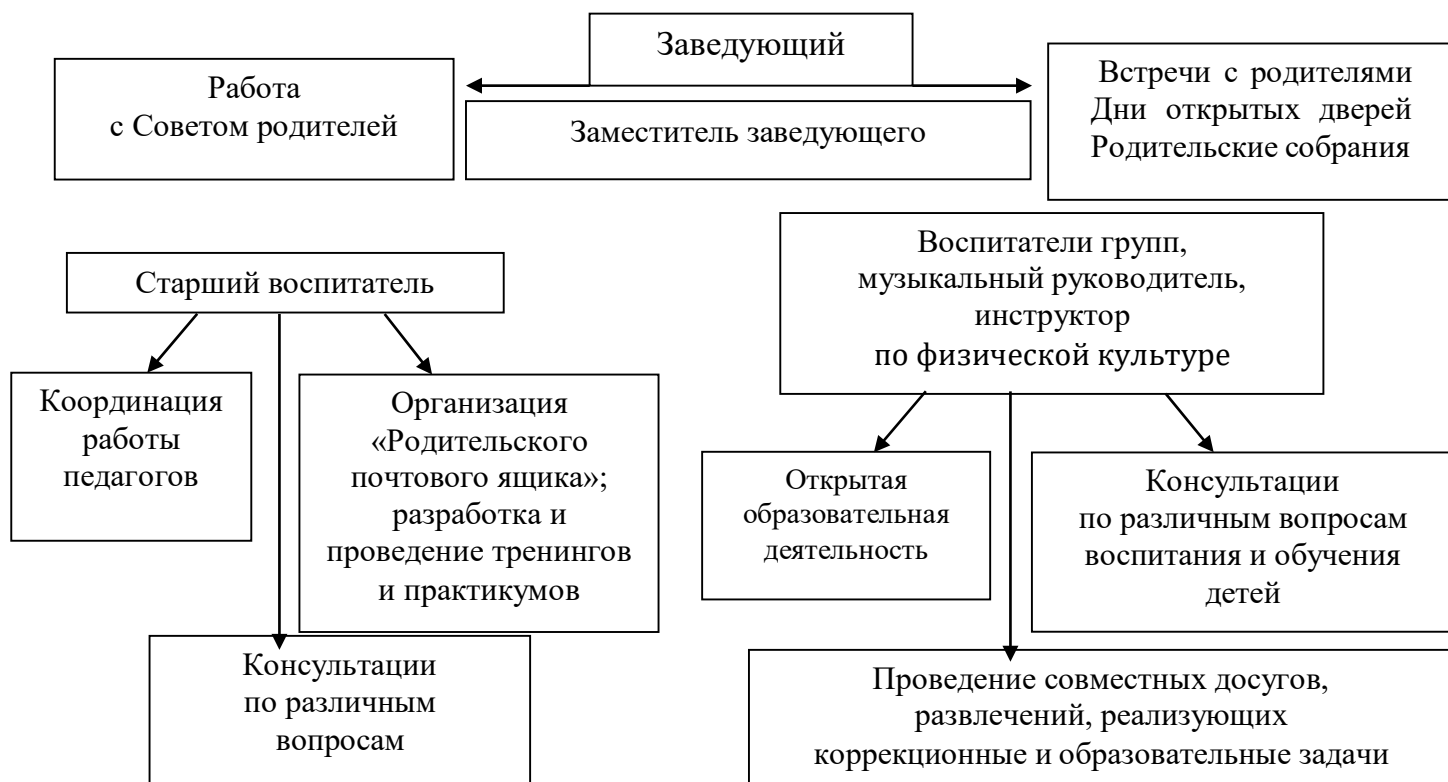 Заведующий
Работа
с Советом родителей
Заместитель заведующего
Встречи с родителями
Дни открытых дверей
Родительские собрания
Старший воспитатель
Воспитатели групп,
музыкальный руководитель,
инструктор
по физической культуре
Координация
работы
педагогов
Организация
«Родительского
почтового ящика»;
разработка и
проведение тренингов
и практикумов
Открытая
образовательная
деятельность
Консультации
по различным вопросам
воспитания и обучения
детей
Консультации
по различным
вопросам
Проведение совместных досугов,
развлечений, реализующих
коррекционные и образовательные задачи